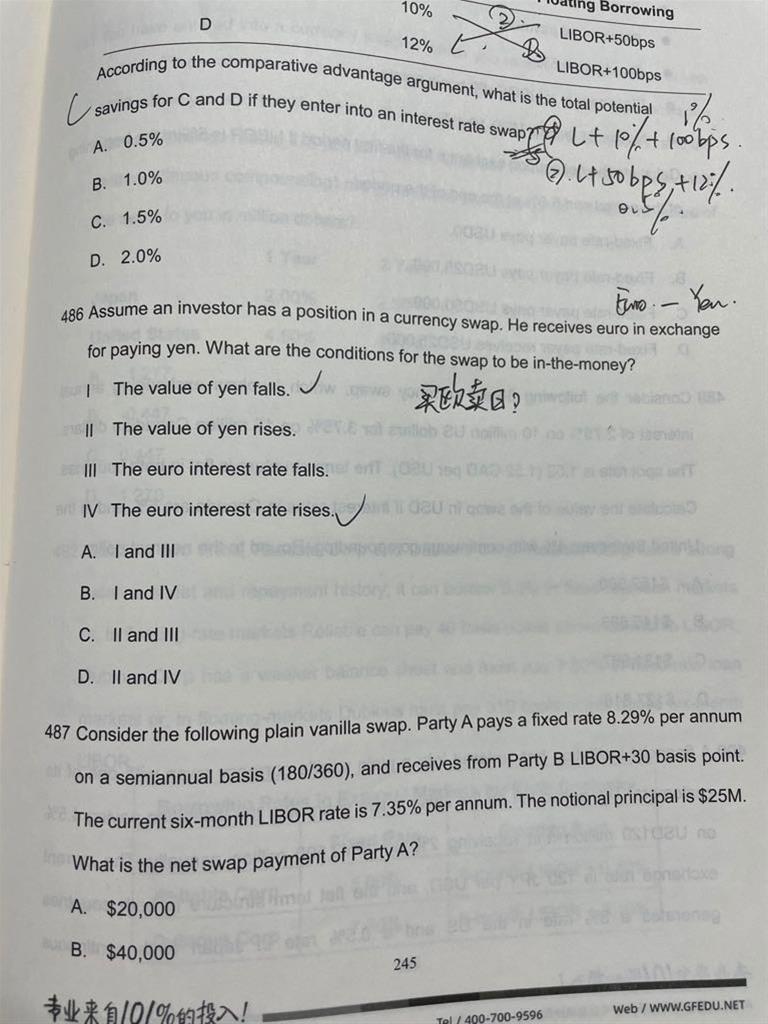 10%
ating Borrowing
D
②.
LIBOR+50bps
12%
B
LIBOR+100bps
According to the comparative advantage argument, what is the total potential
savings for C and D if they enter into an interest rate swap?
1%
① L+10%+100bps.
A. 0.5%
② L+50bps+12%.
B. 1.0%
0.5%.
C. 1.5%
D. 2.0%
Euro. - Yen.
486 Assume an investor has a position in a currency swap. He receives euro in exchange
for paying yen. What are the conditions for the swap to be in-the-money?
I The value of yen falls. ✓
买欧卖日?
II The value of yen rises.
III The euro interest rate falls.
IV The euro interest rate rises. ✓
A. I and III
B. I and IV
C. II and III
D. II and IV
487 Consider the following plain vanilla swap. Party A pays a fixed rate 8.29% per annum
on a semiannual basis (180/360), and receives from Party B LIBOR+30 basis point.
The current six-month LIBOR rate is 7.35% per annum. The notional principal is $25M.
What is the net swap payment of Party A?
A. $20,000
B. $40,000
245
专业来自101%的投入!
Tel / 400-700-9596
Web / WWW.GFEDU.NET